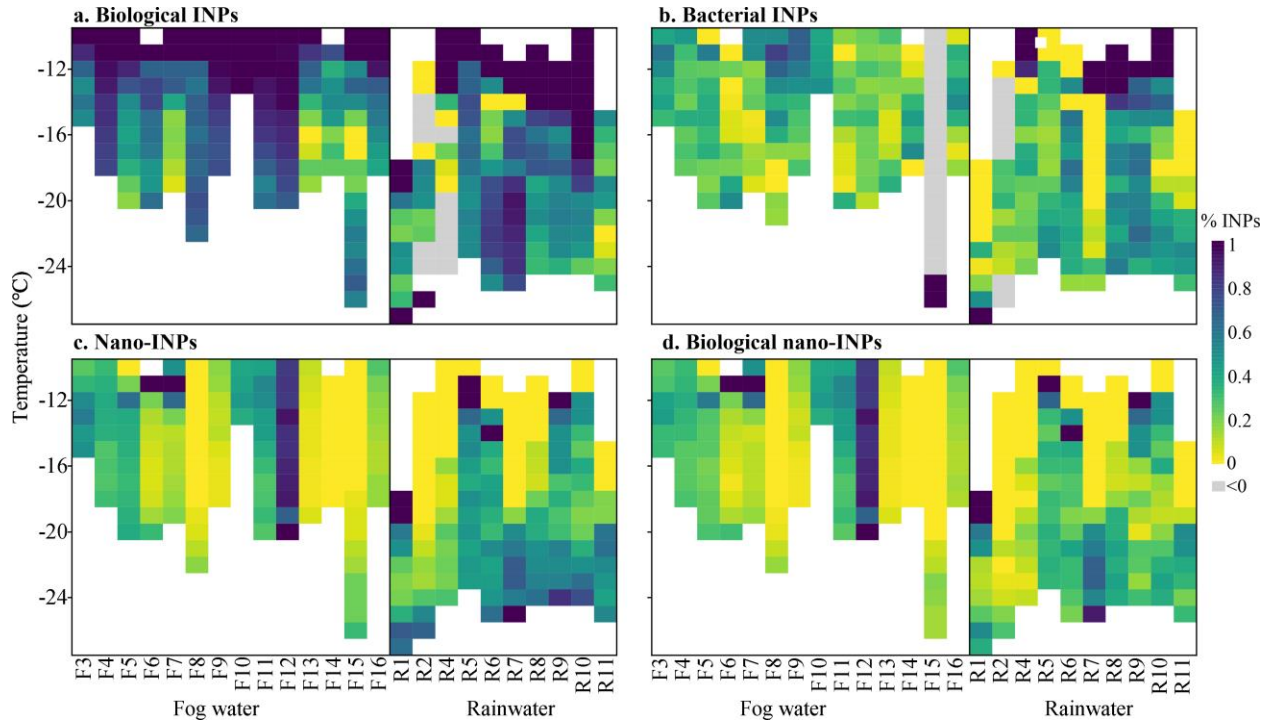 a. Biological INPs
b. Bacterial INPs
-12
-16
-20
-24
% INPs
1
0.8
0.6
0.4
0.2
0
<0
Temperature (℃)
c. Nano-INPs
d. Biological nano-INPs
-12
-16
-20
-24
F3 F4 F5 F6 F7 F8 F9 F10 F11 F12 F13 F14 F15 F16 R1 R2 R4 R5 R6 R7 R8 R9 R10 R11
F3 F4 F5 F6 F7 F8 F9 F10 F11 F12 F13 F14 F15 F16 R1 R2 R4 R5 R6 R7 R8 R9 R10 R11
Fog water Rainwater
Fog water Rainwater